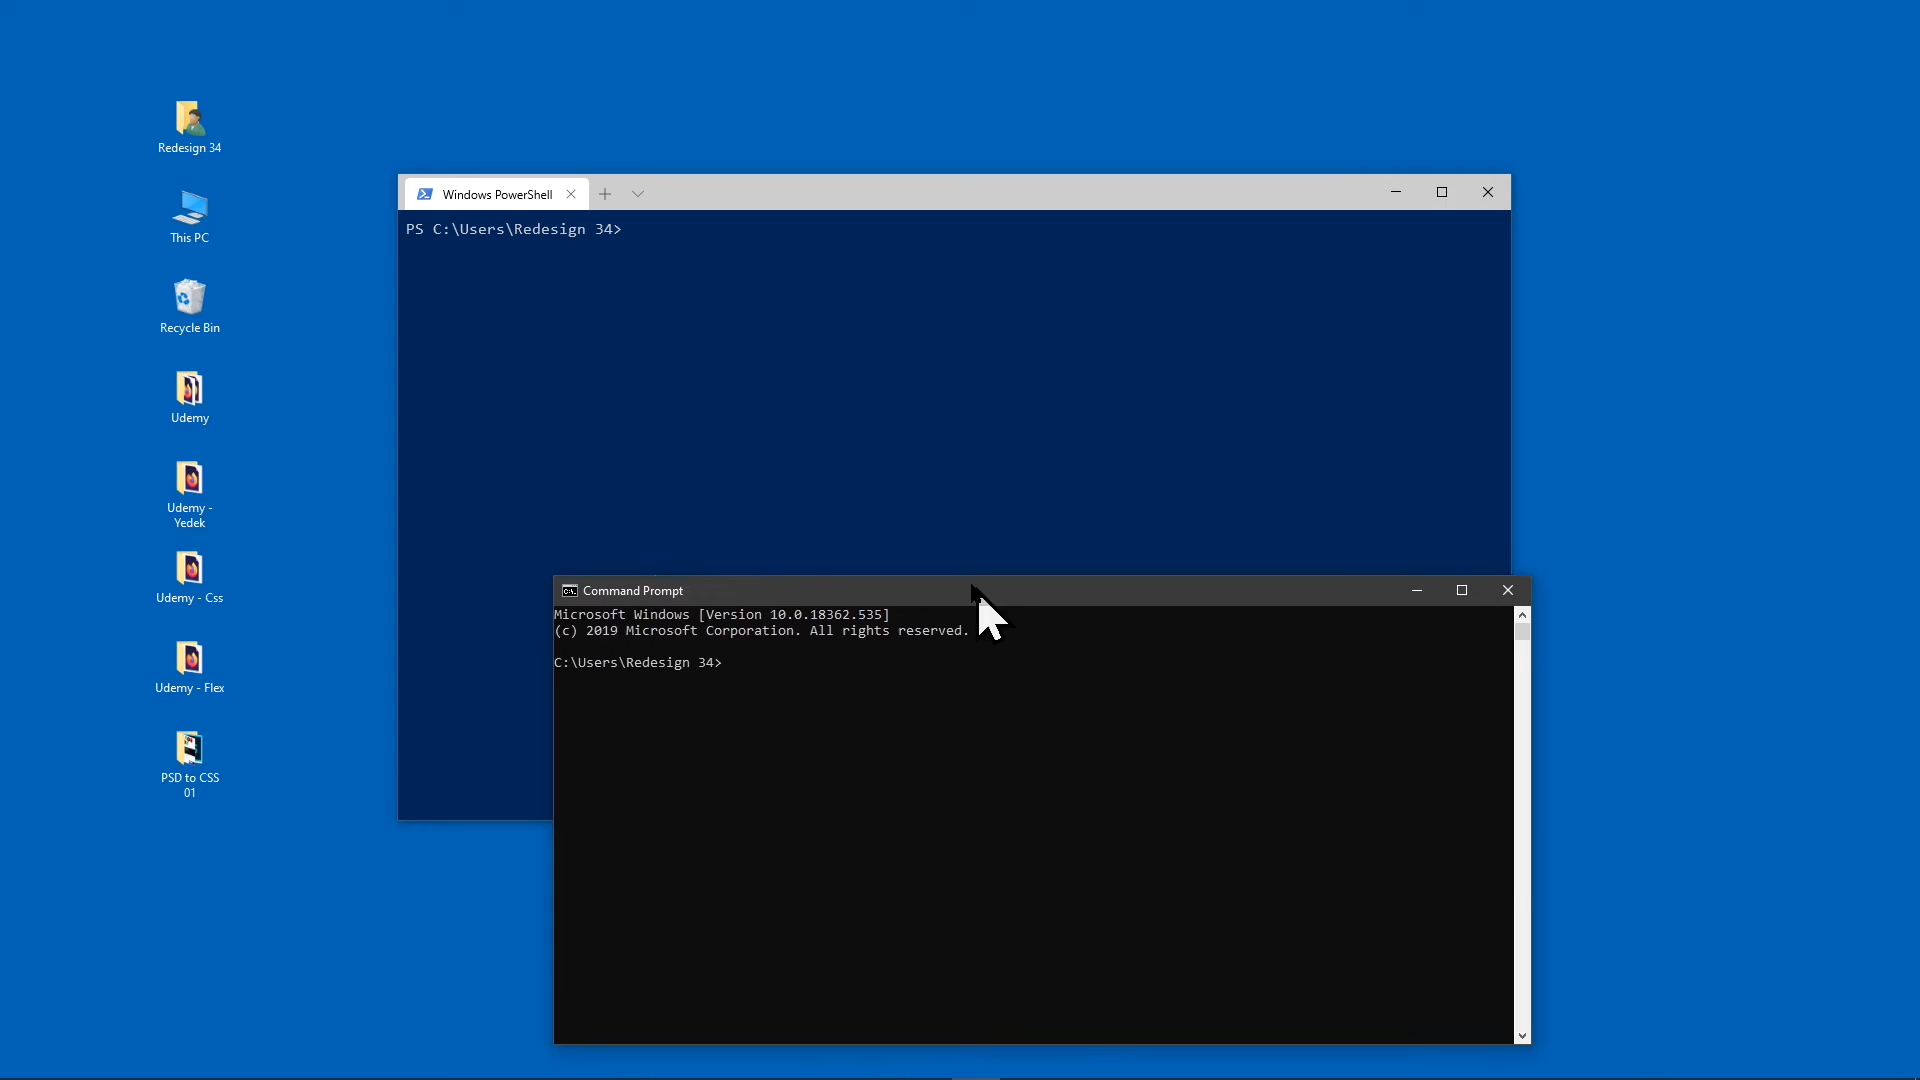 Redesign 34
This PC
Recycle Bin
Udemy
Udemy -
Yedek
Udemy - Css
Udemy - Flex
PSD to CSS
01
Windows PowerShell
PS C:\Users\Redesign 34>
Command Prompt
Microsoft Windows [Version 10.0.18362.535]
(c) 2019 Microsoft Corporation. All rights reserved.
C:\Users\Redesign 34>